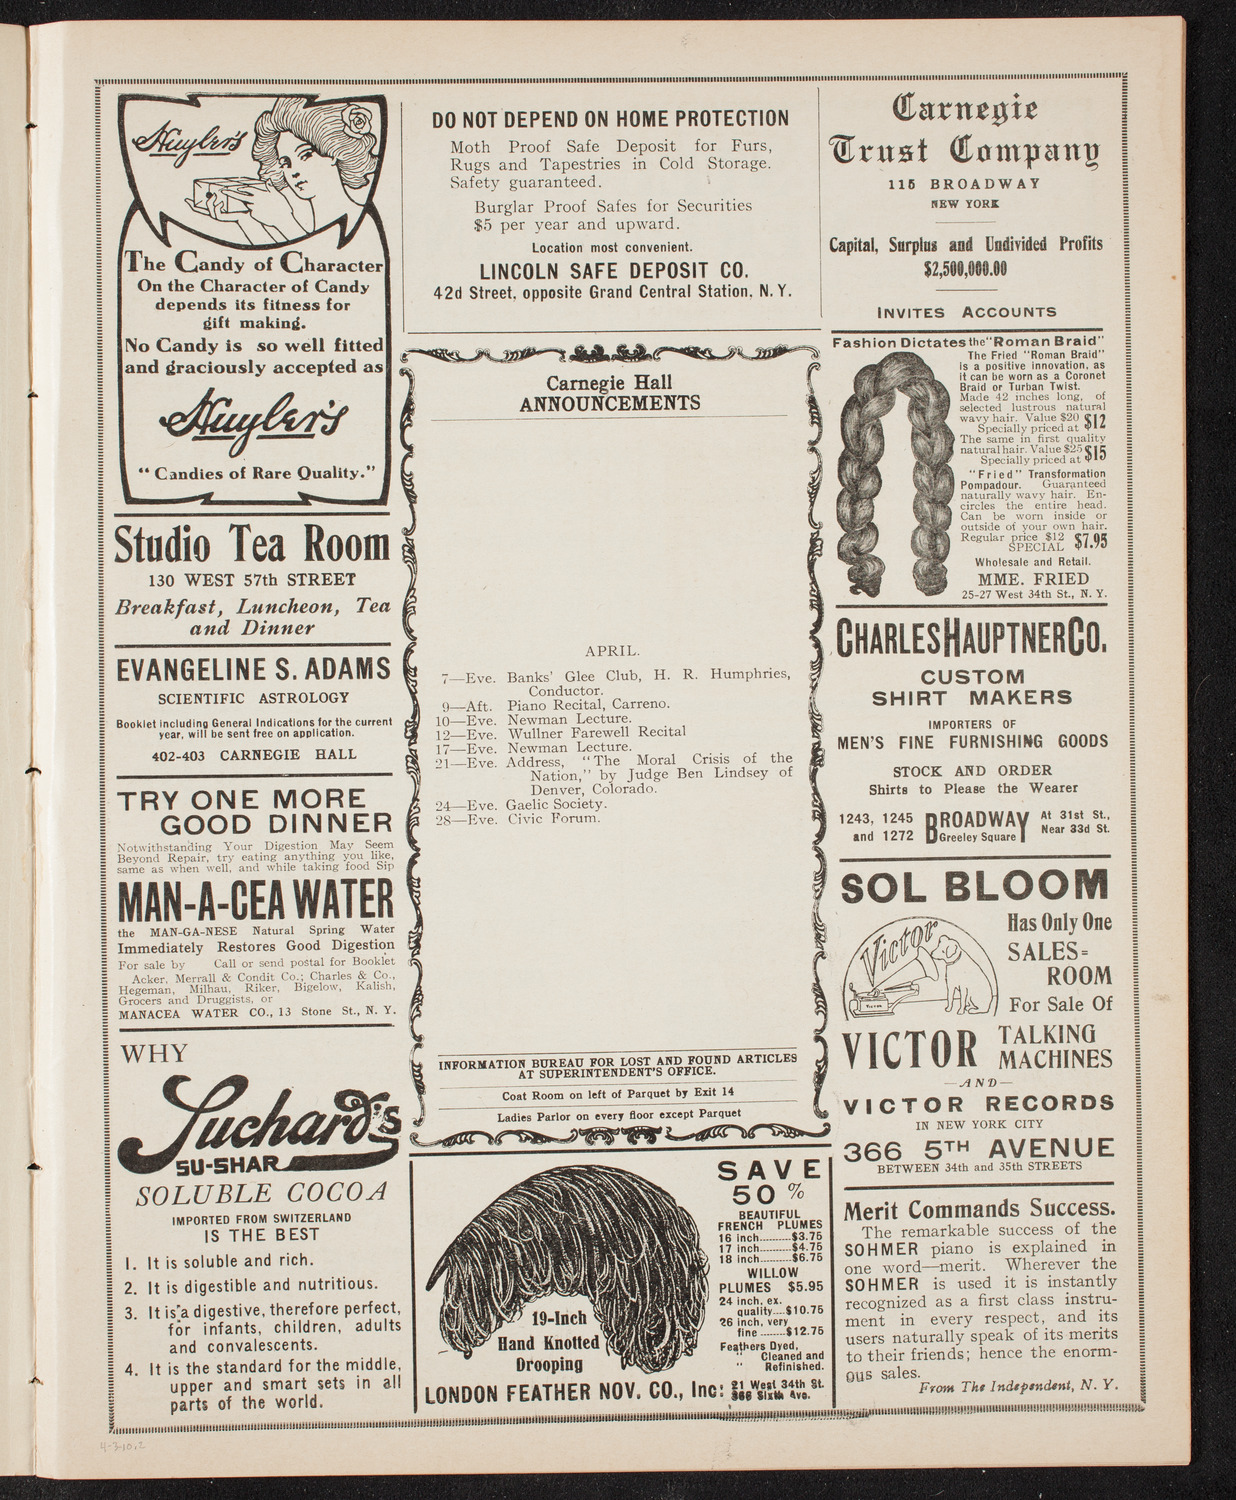 Huyler's
The Candy of Character
On the Character of Candy
depends its fitness for
gift making.
No Candy is so well fitted
and graciously accepted as
Huyler's
"Candies of Rare Quality."
Studio Tea Room
130 WEST 57th STREET
Breakfast, Luncheon, Tea
and Dinner
EVANGELINE S. ADAMS
SCIENTIFIC ASTROLOGY
Booklet including General Indications for the current
year, will be sent free on application.
402-403 CARNEGIE HALL
TRY ONE MORE
GOOD DINNER
Notwithstanding Your Digestion May Seem
Beyond Repair, try eating anything you like,
same as when well, and while taking food Sip
MAN-A-CEA WATER
the MAN-GA-NESE Natural Spring Water
Immediately Restores Good Digestion
For sale by Call or send postal for Booklet
Acker, Merrall & Condit Co.; Charles & Co.,
Hegeman, Milhau, Riker, Bigelow, Kalish,
Grocers and Druggists, or
MANACEA WATER CO., 13 Stone St., N. Y.
WHY
Suchard's
SU-SHAR
SOLUBLE COCOA
IMPORTED FROM SWITZERLAND
IS THE BEST
1. It is soluble and rich.
2. It is digestible and nutritious.
3. It is a digestive, therefore perfect,
for infants, children, adults
and convalescents.
4. It is the standard for the middle,
upper and smart sets in all
parts of the world.
DO NOT DEPEND ON HOME PROTECTION
Moth Proof Safe Deposit for Furs,
Rugs and Tapestries in Cold Storage.
Safety guaranteed.
Burglar Proof Safes for Securities
$5 per year and upward.
Location most convenient.
LINCOLN SAFE DEPOSIT CO.
42d Street, opposite Grand Central Station, N. Y.
Carnegie Hall
ANNOUNCEMENTS
APRIL.
7—Eve. Banks' Glee Club, H. R. Humphries,
Conductor.
9—Aft. Piano Recital, Carreno.
10—Eve. Newman Lecture.
12—Eve. Wullner Farewell Recital
17—Eve. Newman Lecture.
21—Eve. Address, "The Moral Crisis of the
Nation," by Judge Ben Lindsey of
Denver, Colorado.
24—Eve. Gaelic Society.
28—Eve. Civic Forum.
INFORMATION BUREAU FOR LOST AND FOUND ARTICLES
AT SUPERINTENDENT'S OFFICE.
Coat Room on left of Parquet by Exit 14
Ladies Parlor on every floor except Parquet
19-Inch
Hand Knotted
Drooping
SAVE
50%
BEAUTIFUL
FRENCH PLUMES
16 inch..........$3.75
17 inch..........$4.75
18 inch..........$6.75
WILLOW
PLUMES $5.95
24 inch, ex.
quality....$10.75
26 inch, very
fine .......$12.75
Feathers Dyed,
" Cleaned and
" Refinished.
LONDON FEATHER NOV. CO., Inc: 21 West 34th St.
366 Sixth Ave.
Carnegie
Trust Company
115 BROADWAY
NEW YORK
Capital, Surplus and Undivided Profits
$2,500,000.00
INVITES ACCOUNTS
Fashion Dictates the "Roman Braid"
The Fried "Roman Braid"
is a positive innovation, as
it can be worn as a Coronet
Braid or Turban Twist.
Made 42 inches long, of
selected lustrous natural
wavy hair. Value $20 $12
Specially priced at
The same in first quality
natural hair. Value $25 $15
Specially priced at
"Fried" Transformation
Pompadour. Guaranteed
naturally wavy hair. En-
circles the entire head.
Can be worn inside or
outside of your own hair.
Regular price $12 $7.95
SPECIAL
Wholesale and Retail.
MME. FRIED
25-27 West 34th St., N. Y.
CHARLES HAUPTNER CO.
CUSTOM
SHIRT MAKERS
IMPORTERS OF
MEN'S FINE FURNISHING GOODS
STOCK AND ORDER
Shirts to Please the Wearer
1243, 1245 BROADWAY At 31st St.,
and 1272 Greeley Square Near 33d St.
SOL BLOOM
Victor
Has Only One
SALES=
ROOM
For Sale Of
VICTOR TALKING
MACHINES
—AND—
VICTOR RECORDS
IN NEW YORK CITY
366 5TH AVENUE
BETWEEN 34th and 35th STREETS
Merit Commands Success.
The remarkable success of the
SOHMER piano is explained in
one word—merit. Wherever the
SOHMER is used it is instantly
recognized as a first class instru-
ment in every respect, and its
users naturally speak of its merits
to their friends; hence the enorm-
ous sales.
From The Independent, N. Y.
4-3-10,2